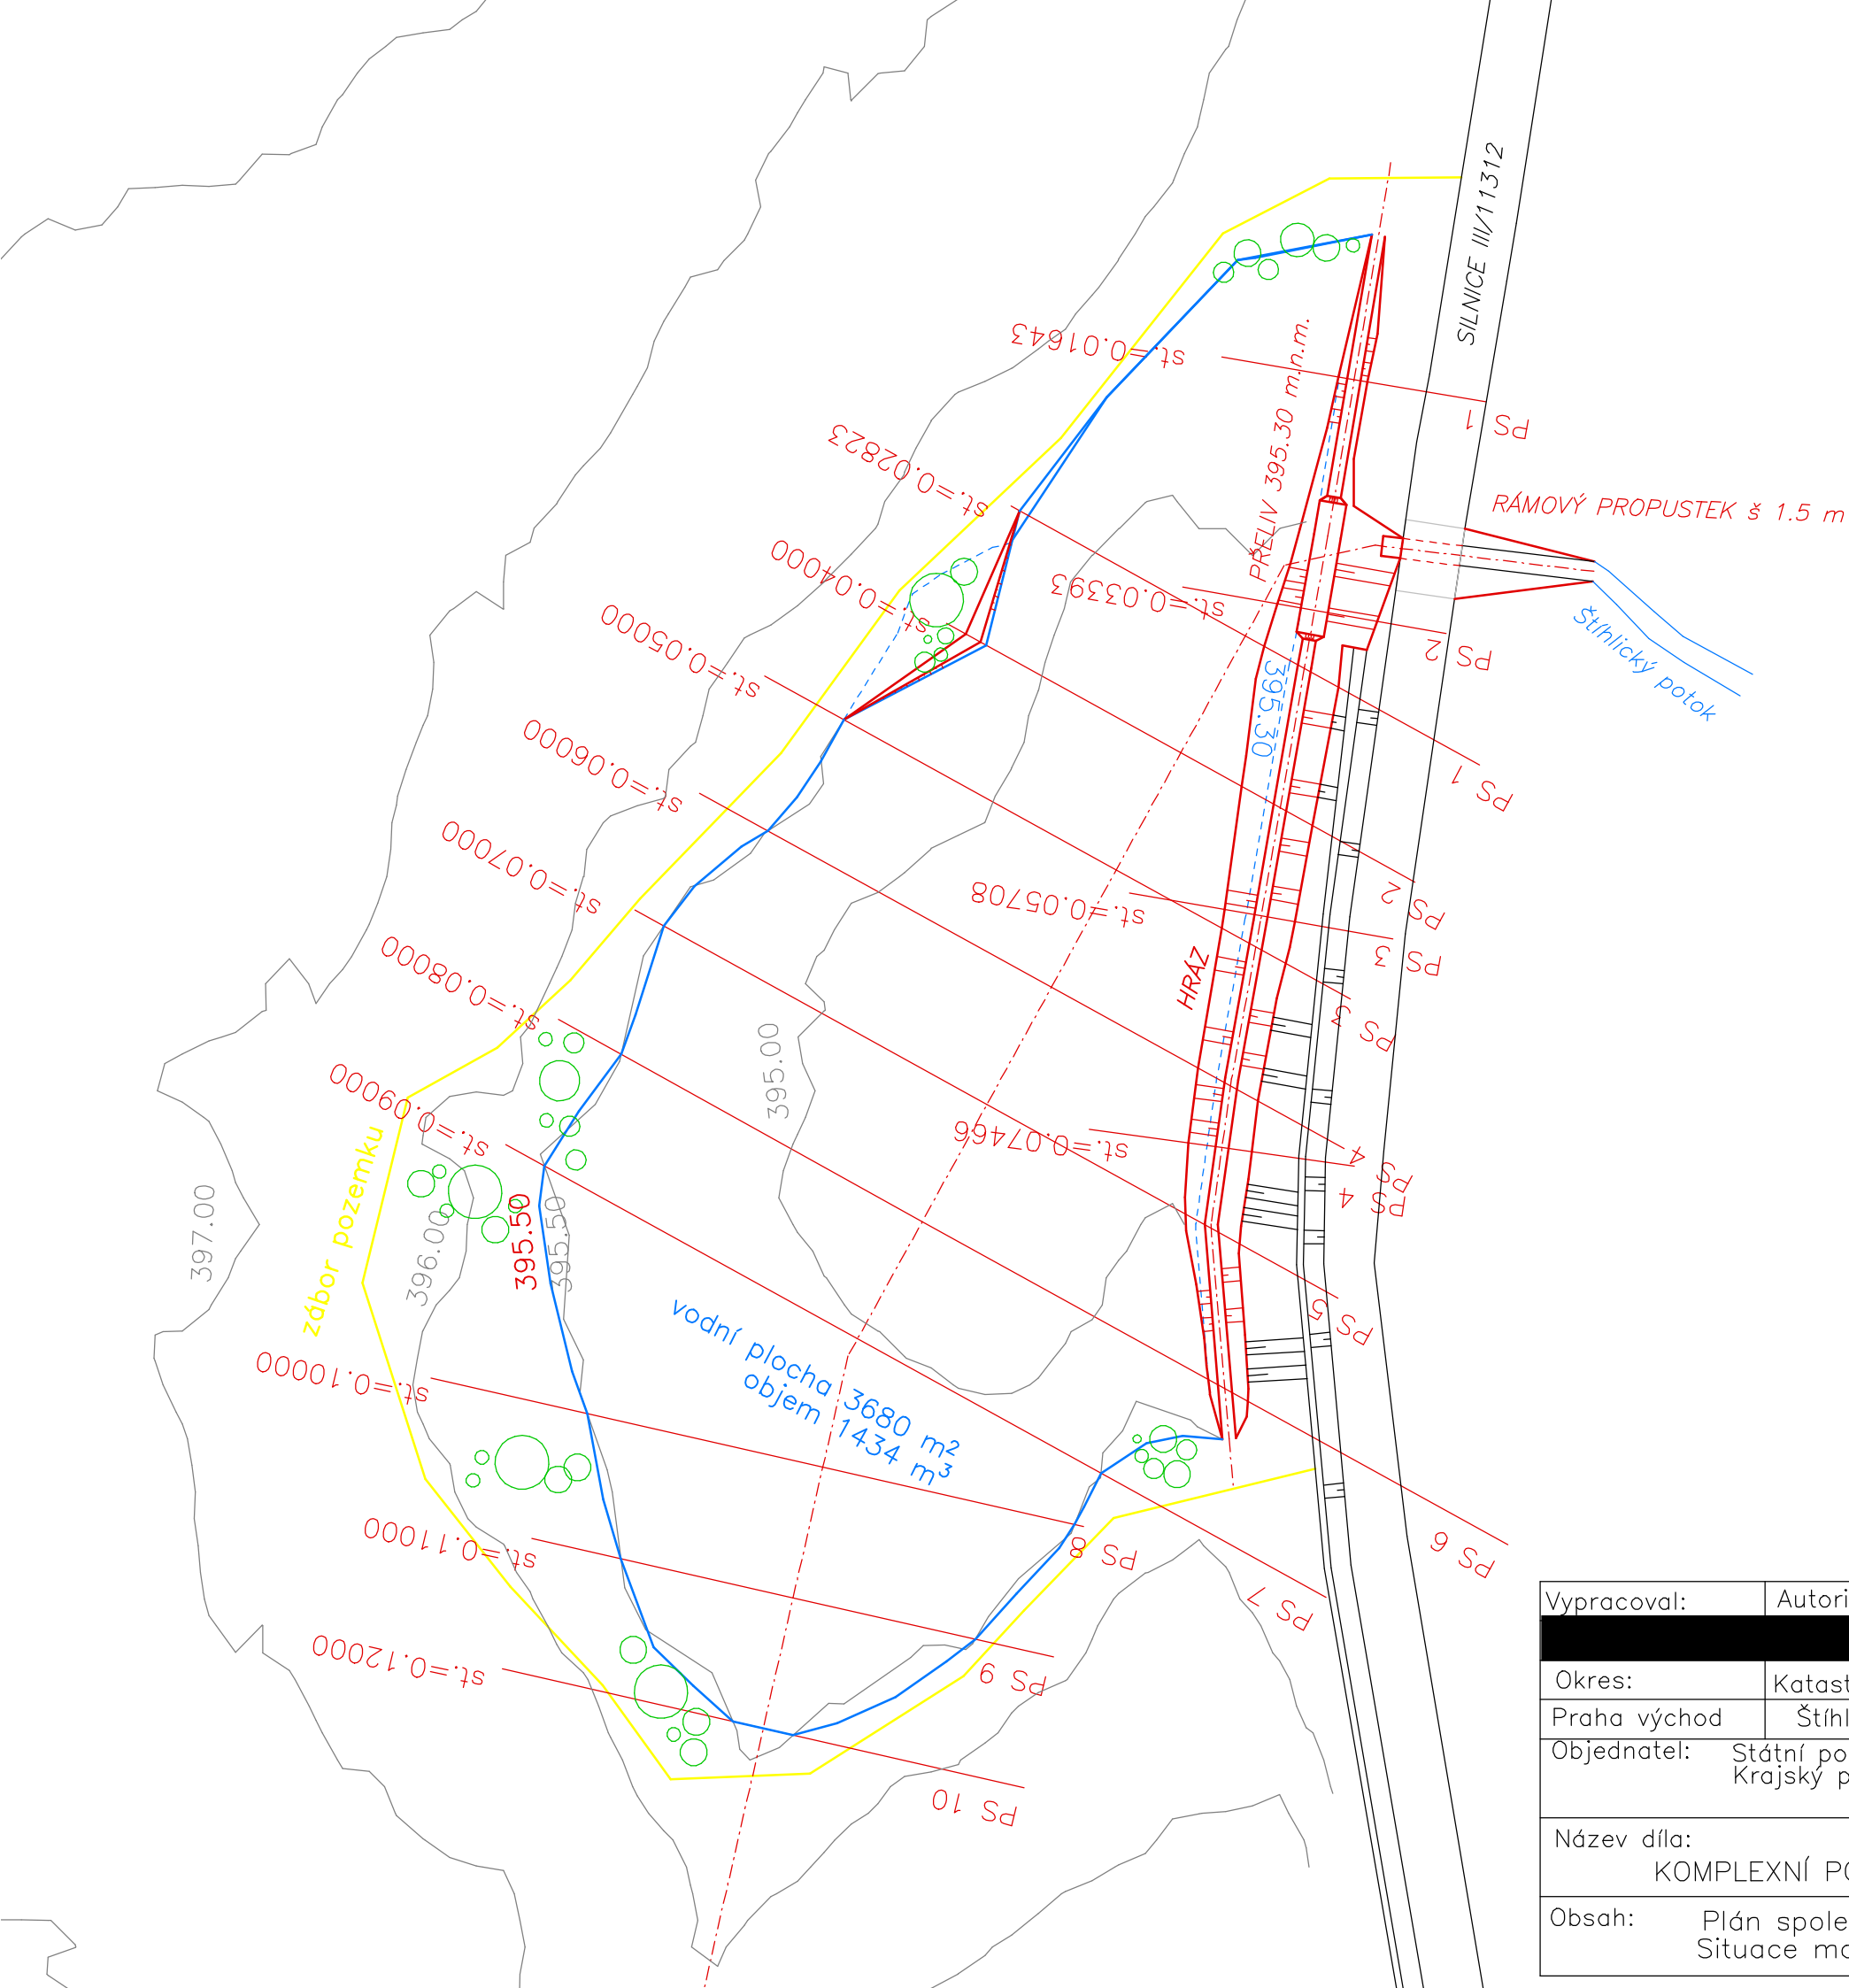 SILNICE III/11312
st.=0.01643
PŘELIV 395.30 m.n.m.
PS 1
st.=0.02823
RÁMOVÝ PROPUSTEK š 1.5 m
st.=0.04000
st.=0.03393
st.=0.05000
Štíhlický potok
PS 2
395.30
st.=0.06000
PS 1
st.=0.07000
PS 2
st.=0.05708
PS 3
st.=0.08000
HRÁZ
PS 3
395.00
st.=0.09000
st.=0.07466
PS 4
PS 4
zábor pozemku
397.00
396.00
395.50
395.50
PS 5
vodní plocha 3680 m²
objem 1434 m³
st.=0.10000
PS 6
st.=0.11000
PS 8
PS 7
st.=0.12000
PS 9
PS 10
Vypracoval:
Autori
Okres:
Katast
Praha východ
Štíhl
Objednatel:
Státní po
Krajský p
Název díla:
KOMPLEXNÍ PO
Obsah:
Plán spole
Situace ma